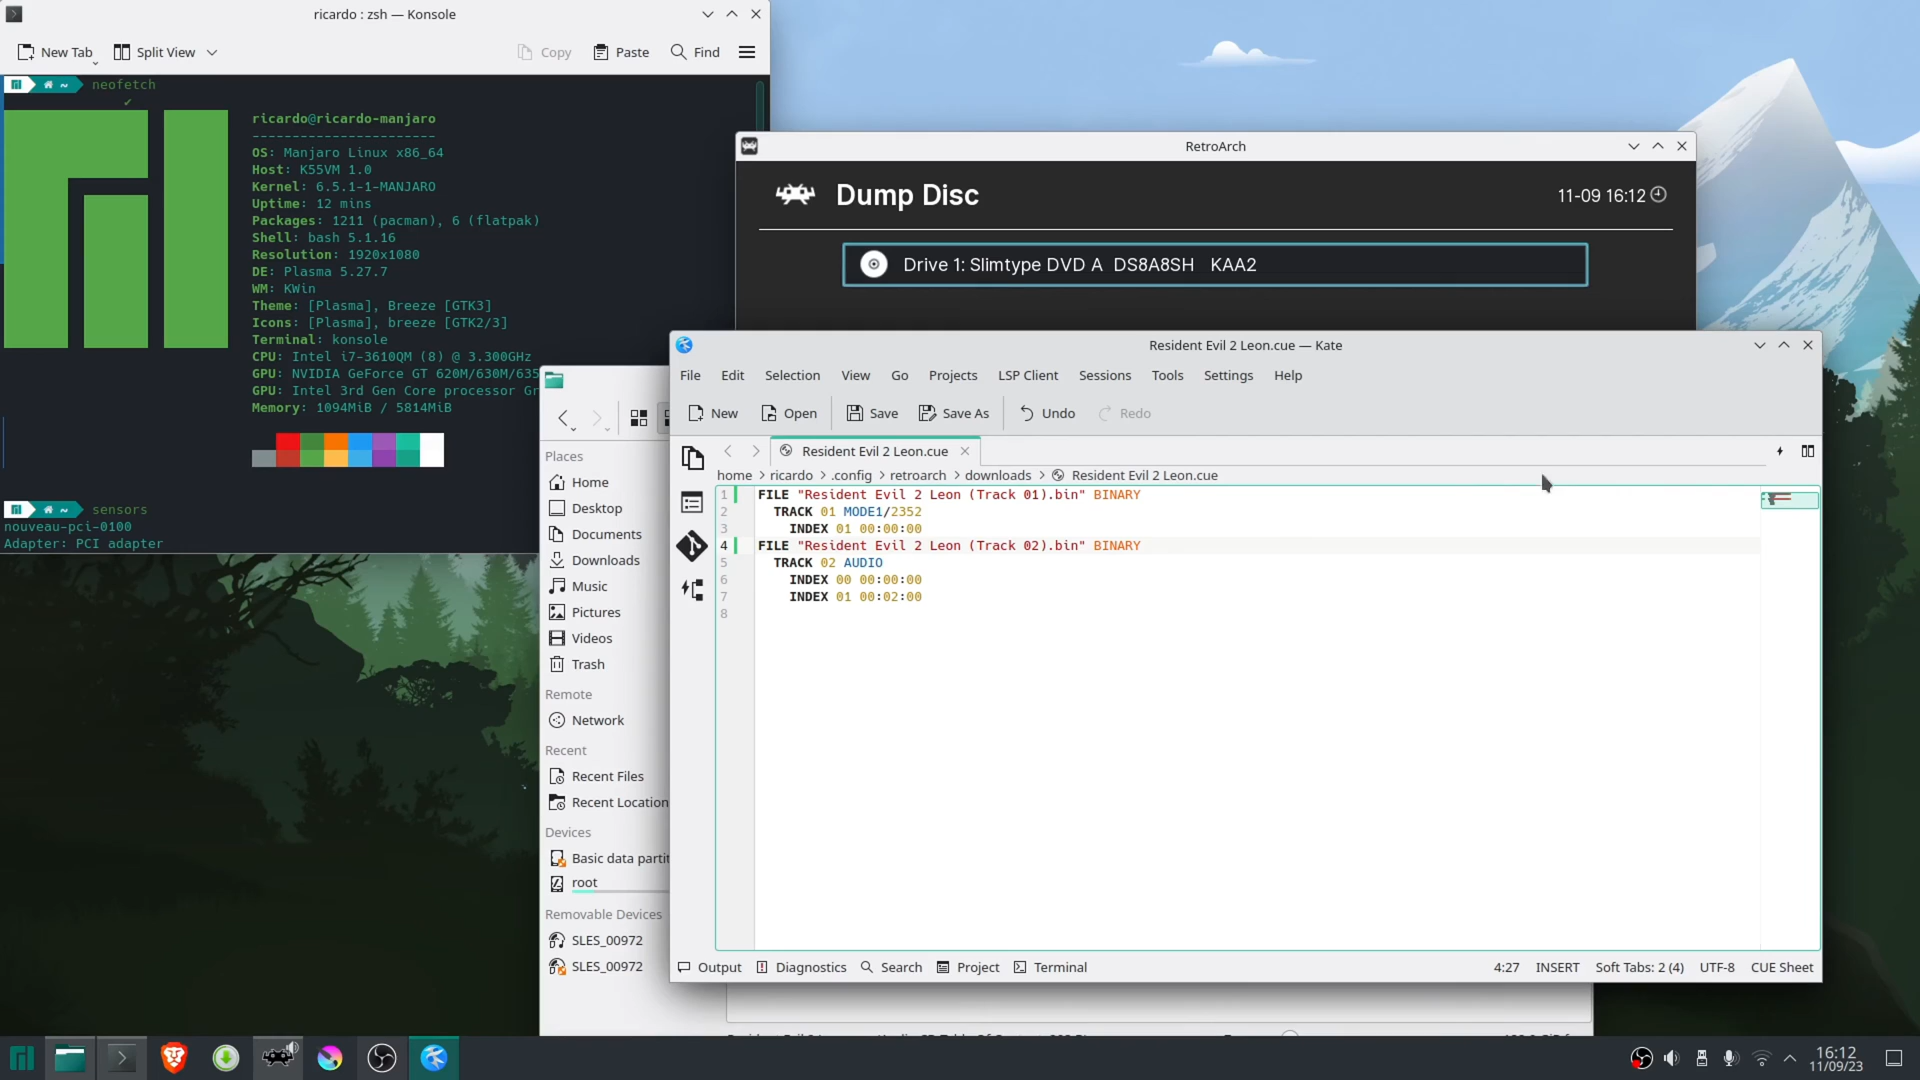 ricardo : zsh — Konsole
New Tab
Split View
Copy
Paste
Find
~ neofetch
ricardo@ricardo-manjaro
-----------------------
OS: Manjaro Linux x86_64
Host: K55VM 1.0
Kernel: 6.5.1-1-MANJARO
Uptime: 12 mins
Packages: 1211 (pacman), 6 (flatpak)
Shell: bash 5.1.16
Resolution: 1920x1080
DE: Plasma 5.27.7
WM: KWin
Theme: [Plasma], Breeze [GTK3]
Icons: [Plasma], breeze [GTK2/3]
Terminal: konsole
CPU: Intel i7-3610QM (8) @ 3.300GHz
GPU: NVIDIA GeForce GT 620M/630M/635
GPU: Intel 3rd Gen Core processor Gr
Memory: 1094MiB / 5814MiB
~ sensors
nouveau-pci-0100
Adapter: PCI adapter
RetroArch
Dump Disc
11-09 16:12
Drive 1: Slimtype DVD A DS8A8SH KAA2
Places
Home
Desktop
Documents
Downloads
Music
Pictures
Videos
Trash
Remote
Network
Recent
Recent Files
Recent Location
Devices
Basic data partit
root
Removable Devices
SLES_00972
SLES_00972
Resident Evil 2 Leon.cue — Kate
File Edit Selection View Go Projects LSP Client Sessions Tools Settings Help
New Open Save Save As Undo Redo
Resident Evil 2 Leon.cue
home > ricardo > .config > retroarch > downloads > Resident Evil 2 Leon.cue
1 FILE "Resident Evil 2 Leon (Track 01).bin" BINARY
2 TRACK 01 MODE1/2352
3 INDEX 01 00:00:00
4 FILE "Resident Evil 2 Leon (Track 02).bin" BINARY
5 TRACK 02 AUDIO
6 INDEX 00 00:00:00
7 INDEX 01 00:02:00
8
Output Diagnostics Search Project Terminal
4:27 INSERT Soft Tabs: 2 (4) UTF-8 CUE Sheet
16:12
11/09/23